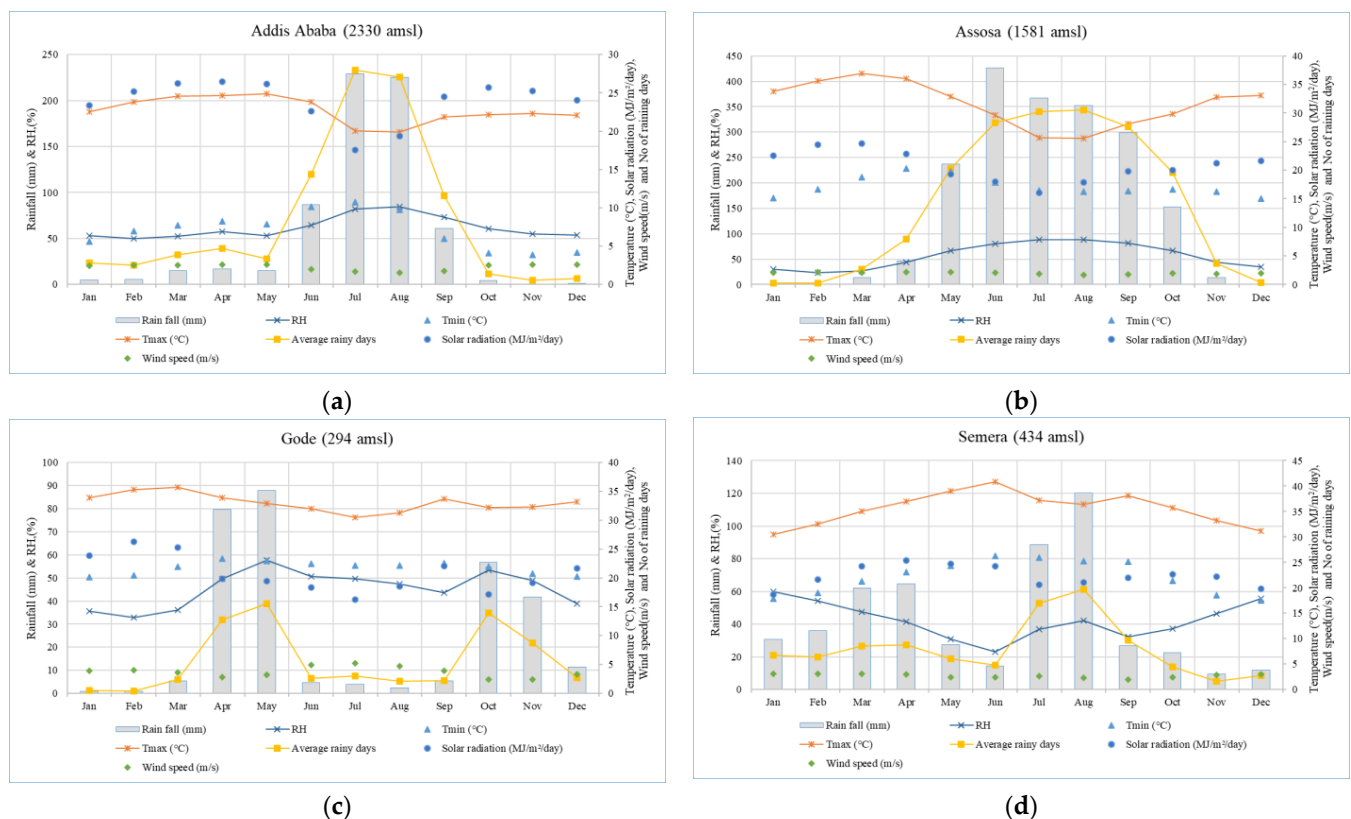 Addis Ababa (2330 amsl)
Rainfall (mm) & RH,(%)
250
200
150
100
50
0
30
25
20
15
10
5
0
Temperature (°C), Solar radiation (MJ/m²/day),
Wind speed(m/s) and No of raining days
Jan Feb Mar Apr May Jun Jul Aug Sep Oct Nov Dec
Rain fall (mm) RH Tmin (°C)
Tmax (°C) Average rainy days Solar radiation (MJ/m²/day)
Wind speed (m/s)
(a)
Assosa (1581 amsl)
Rainfall (mm) & RH,(%)
450
400
350
300
250
200
150
100
50
0
40
35
30
25
20
15
10
5
0
Temperature (°C), Solar radiation (MJ/m²/day),
Wind speed(m/s) and No of raining days
Jan Feb Mar Apr May Jun Jul Aug Sep Oct Nov Dec
Rain fall (mm) RH Tmin (°C)
Tmax (°C) Average rainy days Solar radiation (MJ/m²/day)
Wind speed (m/s)
(b)
Gode (294 amsl)
Rainfall (mm) & RH,(%)
100
90
80
70
60
50
40
30
20
10
0
40
35
30
25
20
15
10
5
0
Temperature (°C), Solar radiation (MJ/m²/day),
Wind speed(m/s) and No of raining days
Jan Feb Mar Apr May Jun Jul Aug Sep Oct Nov Dec
Rain fall (mm) RH Tmin (°C)
Tmax (°C) Average rainy days Solar radiation (MJ/m²/day)
Wind speed (m/s)
(c)
Semera (434 amsl)
Rainfall (mm) & RH,(%)
140
120
100
80
60
40
20
0
45
40
35
30
25
20
15
10
5
0
Temperature (°C), Solar radiation (MJ/m²/day),
Wind speed(m/s) and No of raining days
Jan Feb Mar Apr May Jun Jul Aug Sep Oct Nov Dec
Rain fall (mm) RH Tmin (°C)
Tmax (°C) Average rainy days Solar radiation (MJ/m²/day)
Wind speed (m/s)
(d)